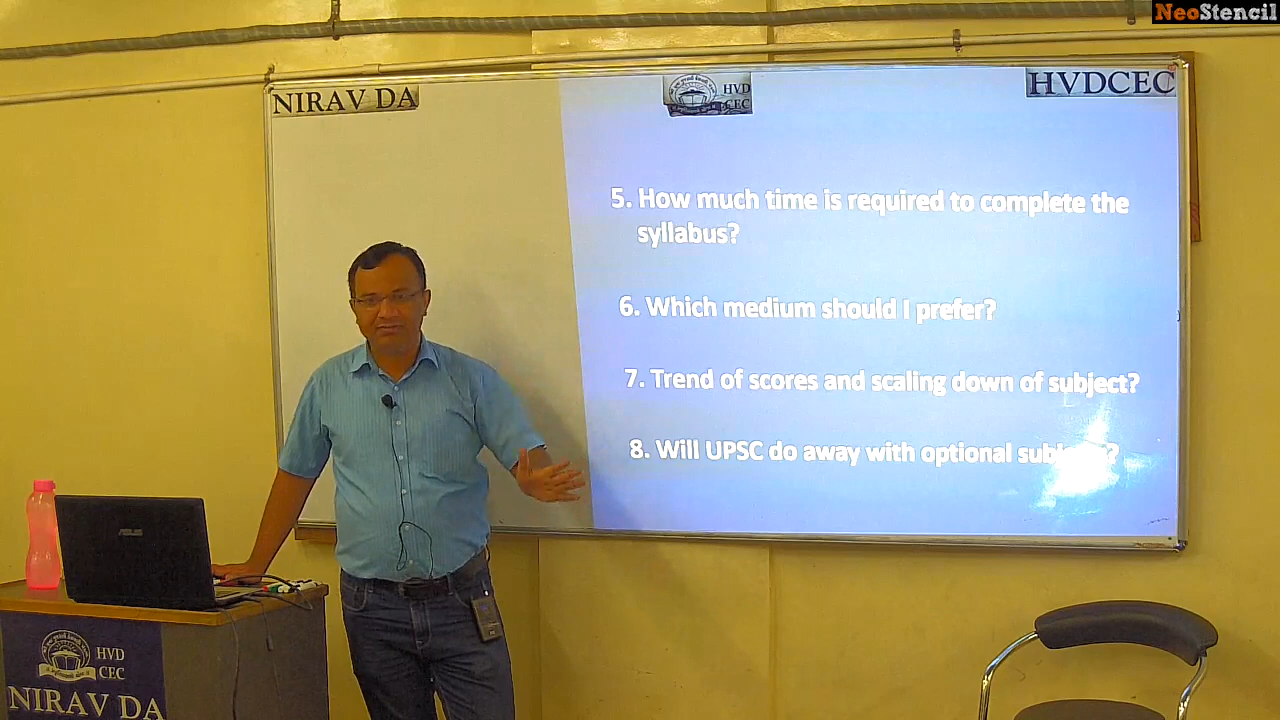 NeoStencil
NIRAV DA
HVD
CEC
HVDCEC
5. How much time is required to complete the
syllabus?
6. Which medium should I prefer?
7. Trend of scores and scaling down of subject?
8. Will UPSC do away with optional
ASUS
HVD
CEC
NIRAV DA